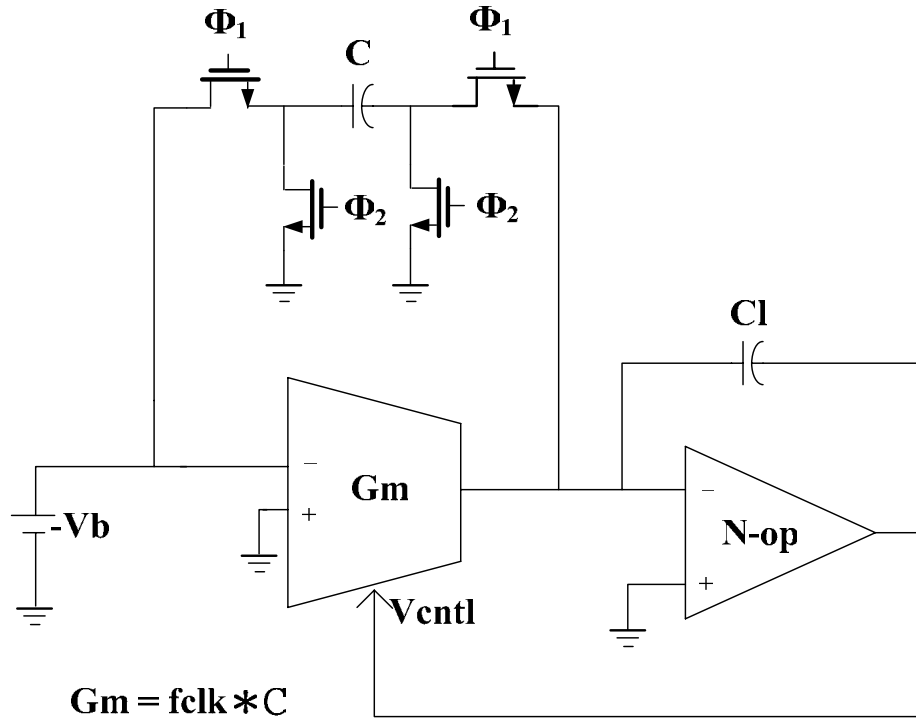 Φ1
C
Φ1
Φ2
Φ2
Cl
−
Gm
+
-Vb
−
N-op
+
Vcntl
Gm = fclk * C